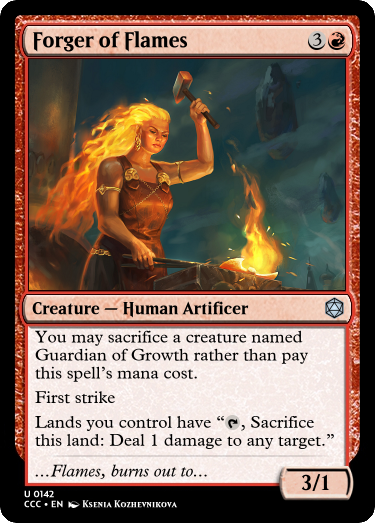 Forger of Flames 3
Creature — Human Artificer
You may sacrifice a creature named
Guardian of Growth rather than pay
this spell's mana cost.
First strike
Lands you control have “, Sacrifice
this land: Deal 1 damage to any target.”
...Flames, burns out to...
3/1
U 0142
CCC • EN Ksenia Kozhevnikova